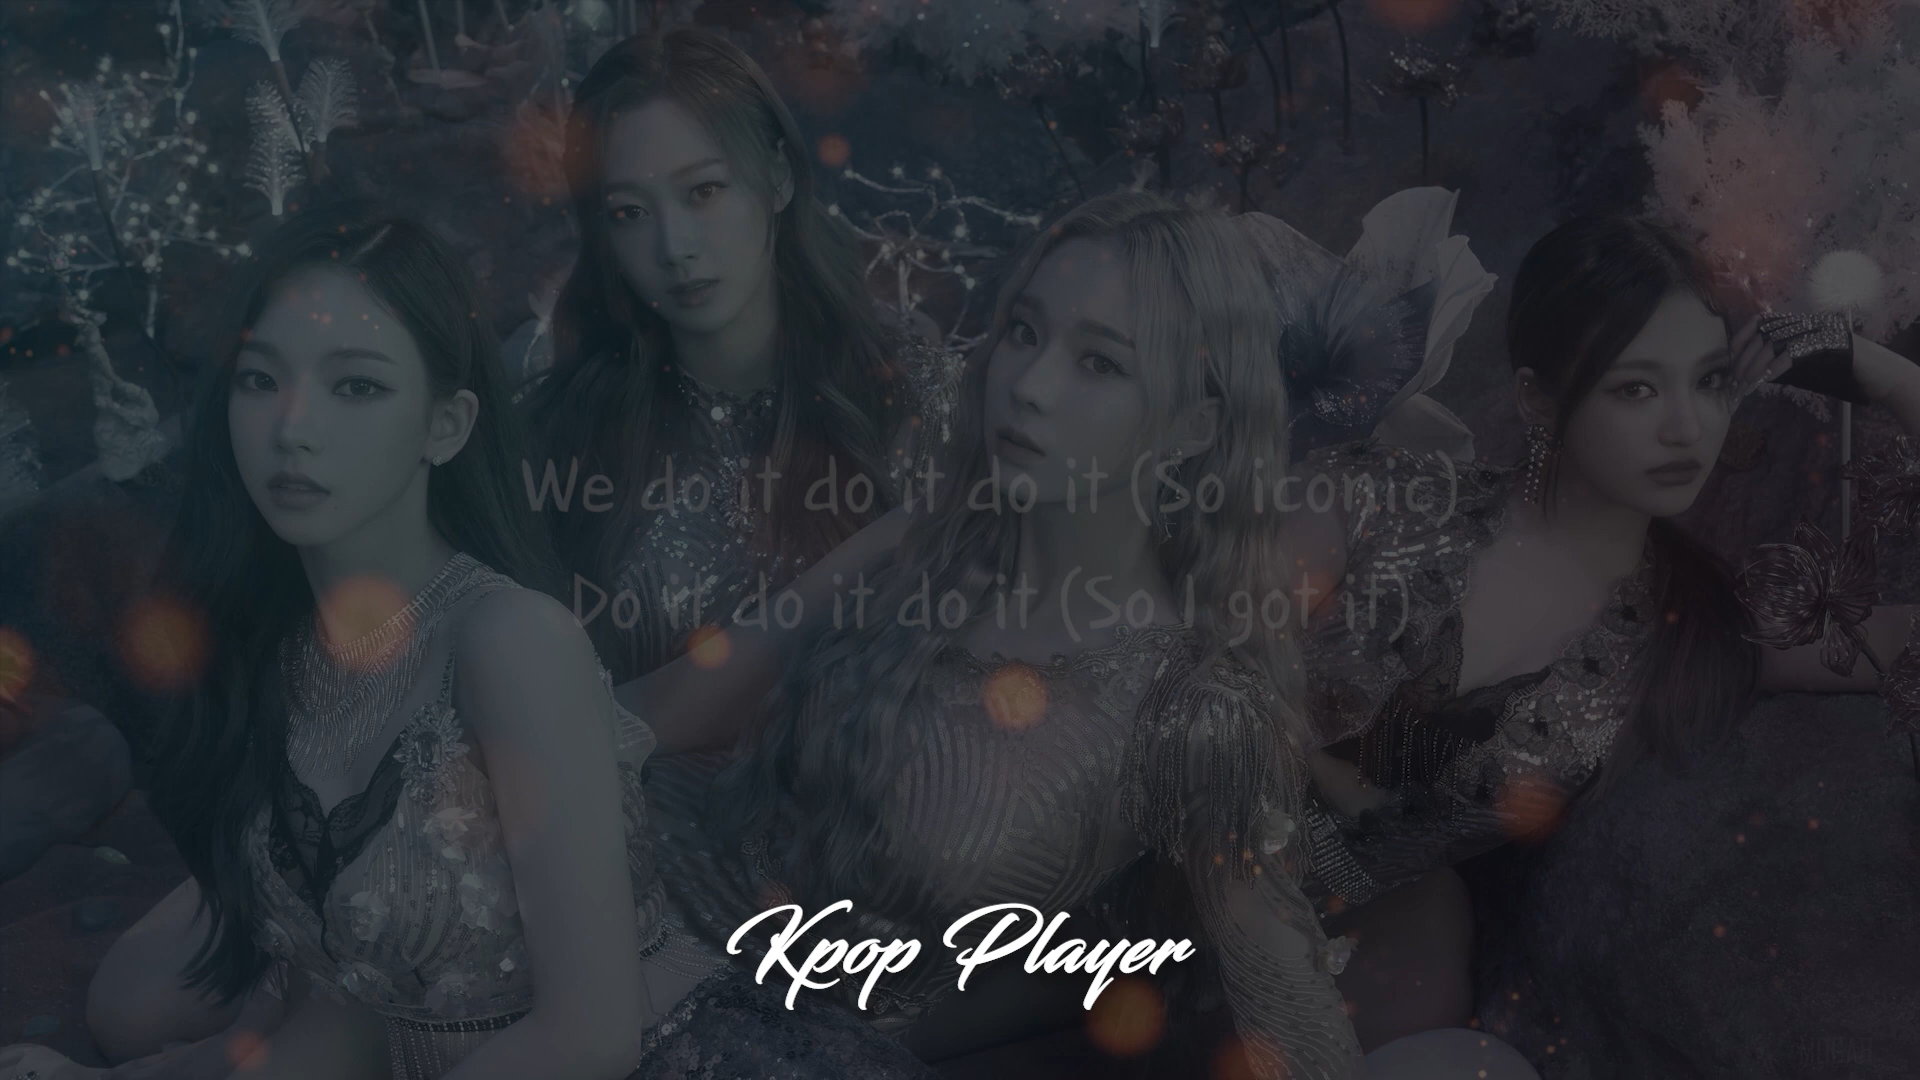 We do it do it do it (So iconic)
Do it do it do it (So I got it)
Kpop Player